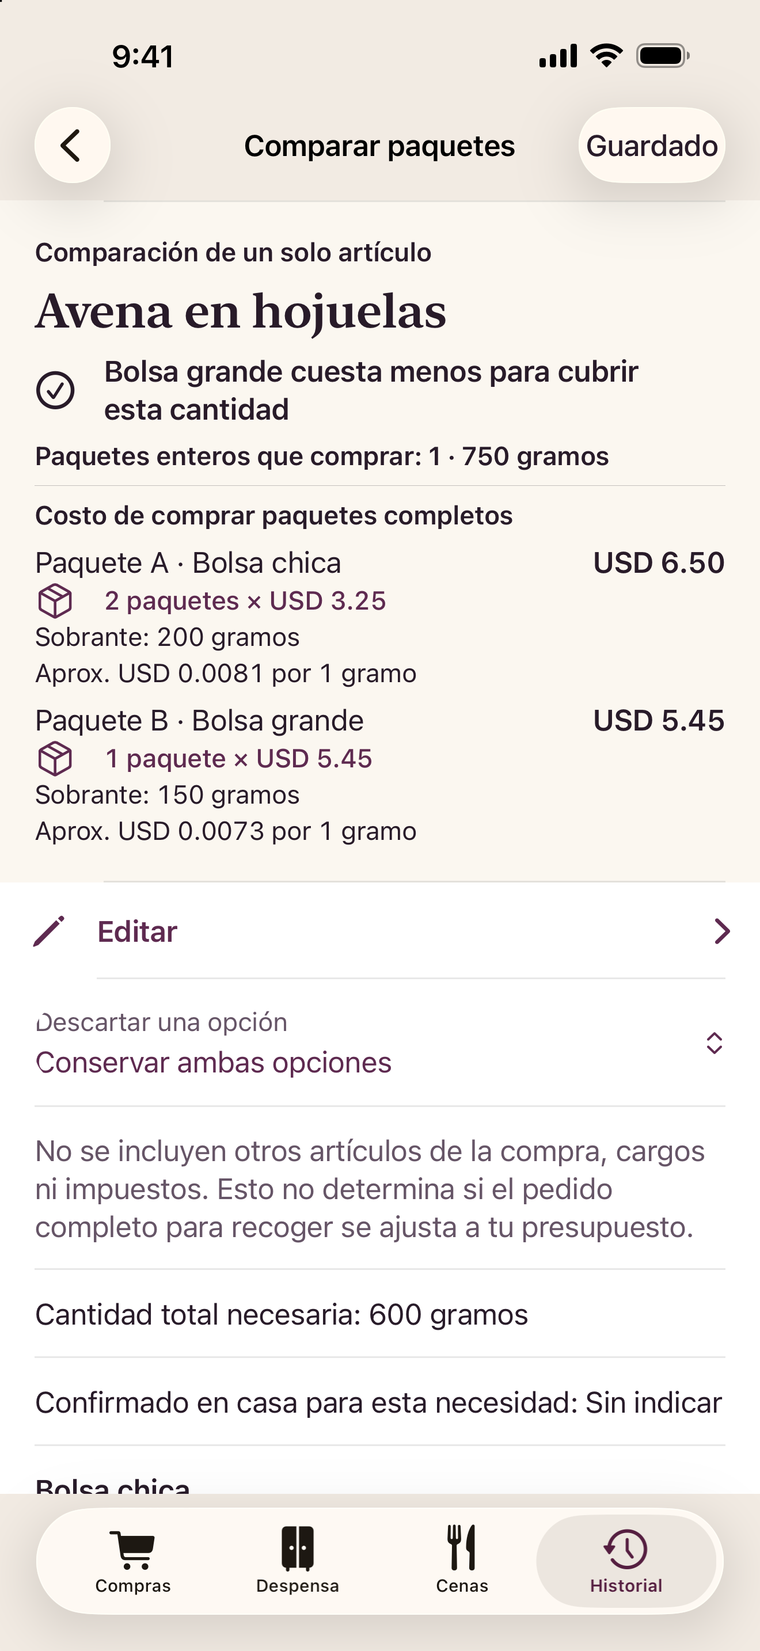 9:41
Comparar paquetes
Guardado
Comparación de un solo artículo
Avena en hojuelas
Bolsa grande cuesta menos para cubrir
esta cantidad
Paquetes enteros que comprar: 1 · 750 gramos
Costo de comprar paquetes completos
Paquete A · Bolsa chica
USD 6.50
2 paquetes × USD 3.25
Sobrante: 200 gramos
Aprox. USD 0.0081 por 1 gramo
Paquete B · Bolsa grande
USD 5.45
1 paquete × USD 5.45
Sobrante: 150 gramos
Aprox. USD 0.0073 por 1 gramo
Editar
Descartar una opción
Conservar ambas opciones
No se incluyen otros artículos de la compra, cargos
ni impuestos. Esto no determina si el pedido
completo para recoger se ajusta a tu presupuesto.
Cantidad total necesaria: 600 gramos
Confirmado en casa para esta necesidad: Sin indicar
Bolsa chica
Compras
Despensa
Cenas
Historial